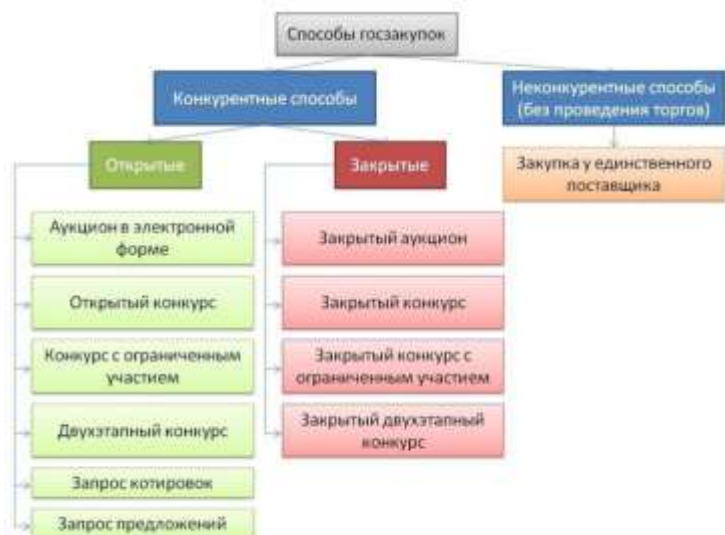 Способы госзакупок
Конкурентные способы
Неконкурентные способы
(без проведения торгов)
Открытые
Закрытые
Закупка у единственного
поставщика
Аукцион в электронной
форме
Открытый конкурс
Конкурс с ограниченным
участием
Двухэтапный конкурс
Запрос котировок
Запрос предложений
Закрытый аукцион
Закрытый конкурс
Закрытый конкурс с
ограниченным участием
Закрытый двухэтапный
конкурс